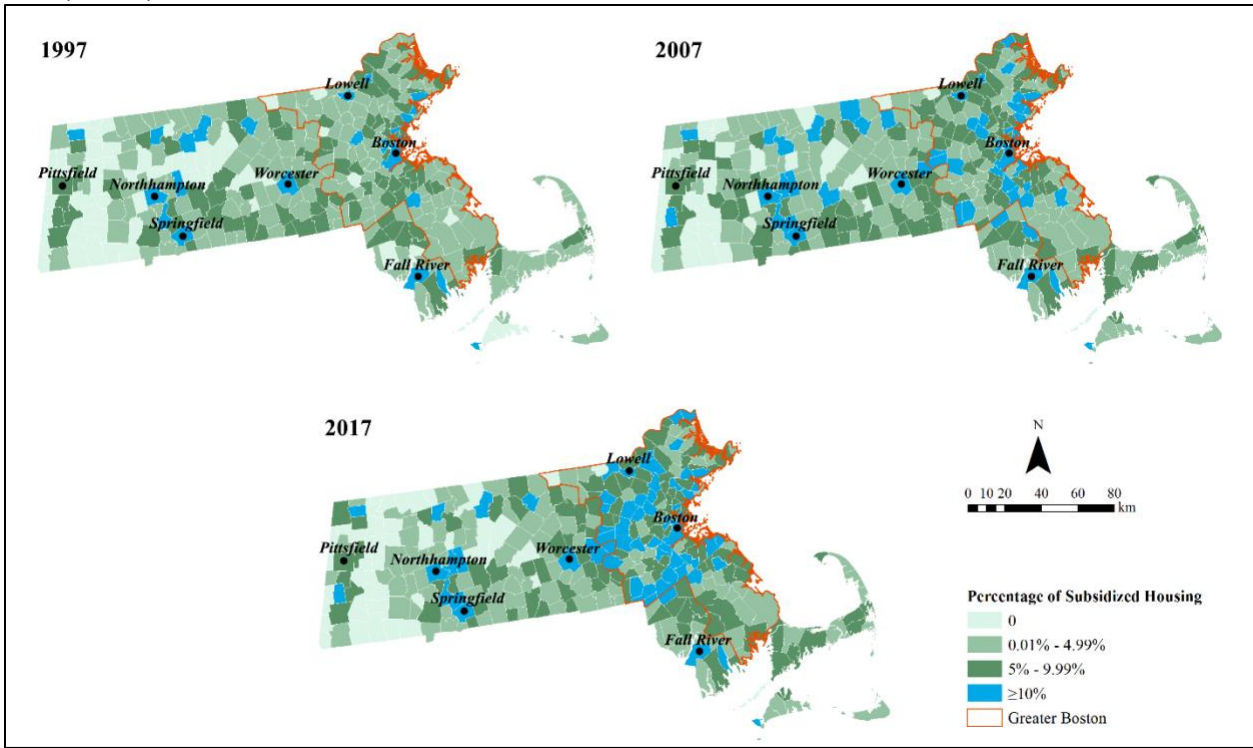 1997
Lowell
Boston
Pittsfield
Northhampton
Worcester
Springfield
Fall River
2007
Lowell
Boston
Pittsfield
Northhampton
Worcester
Springfield
Fall River
2017
Lowell
Boston
Pittsfield
Northhampton
Worcester
Springfield
Fall River
N
0 10 20 40 60 80
km
Percentage of Subsidized Housing
0
0.01% - 4.99%
5% - 9.99%
≥10%
Greater Boston